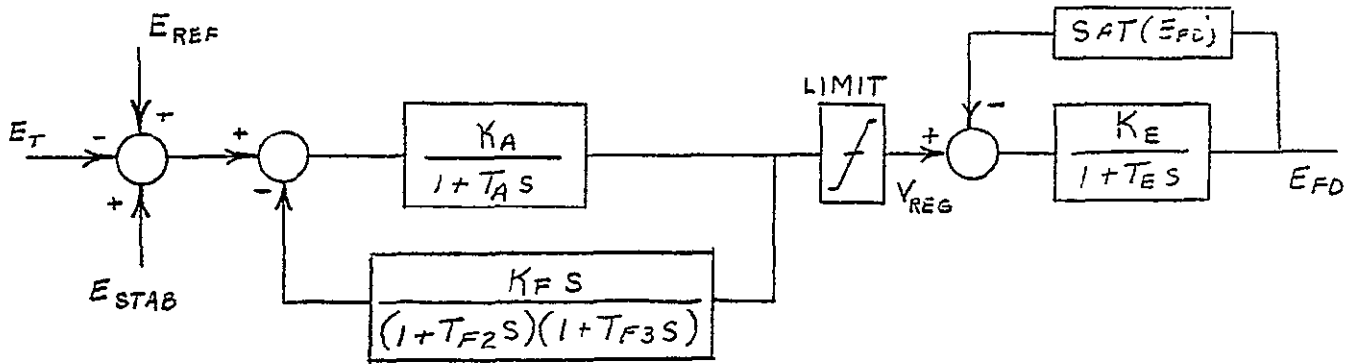 E_REF
SAT(E_FD)
LIMIT
E_T
- +
+
+
-
K_A
1 + T_A S
+
-
V_REG
K_E
1 + T_E S
E_FD
E_STAB
K_F S
(1 + T_F2 S)(1 + T_F3 S)